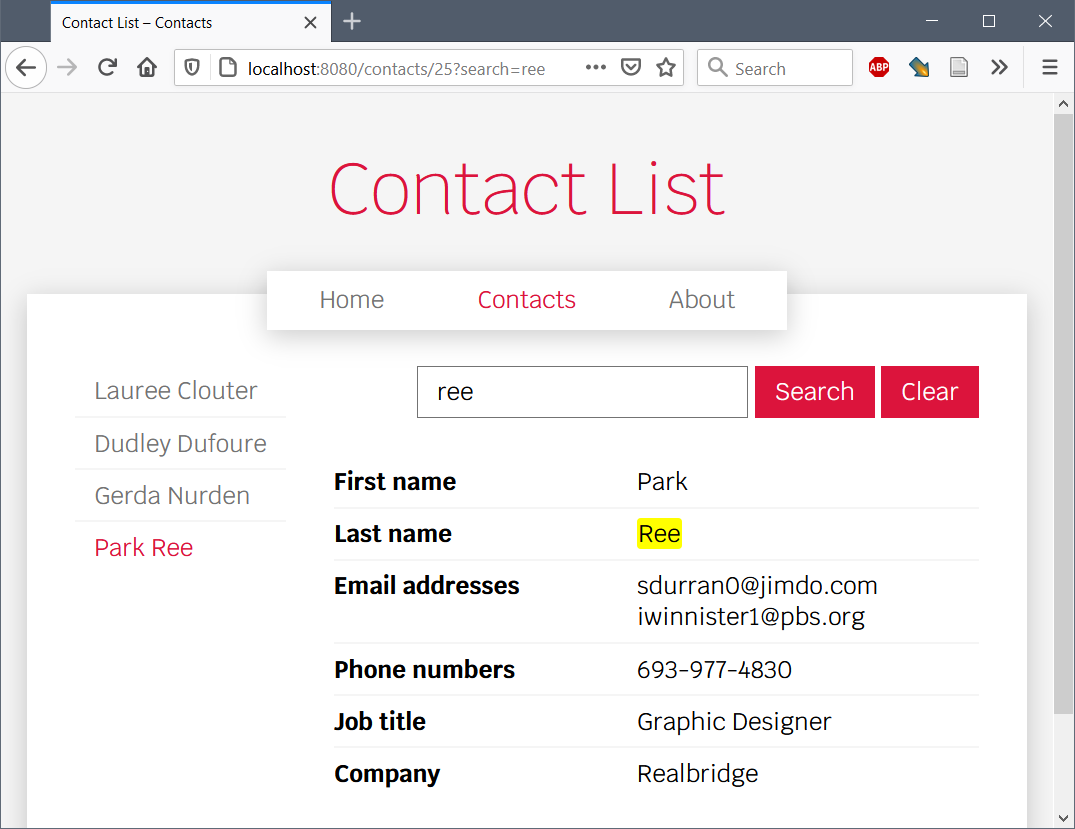 Contact List – Contacts
localhost:8080/contacts/25?search=ree
Search
ABP
Contact List
Home Contacts About
Lauree Clouter
Dudley Dufoure
Gerda Nurden
Park Ree
ree Search Clear
First name Park
Last name Ree
Email addresses sdurran0@jimdo.com
iwinnister1@pbs.org
Phone numbers 693-977-4830
Job title Graphic Designer
Company Realbridge